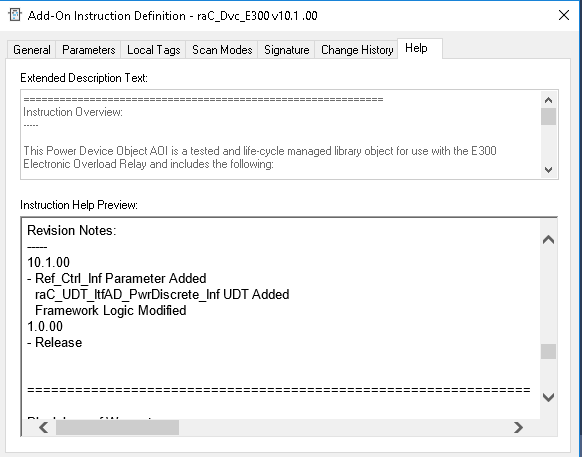 Add-On Instruction Definition - raC_Dvc_E300 v10.1 .00
General Parameters Local Tags Scan Modes Signature Change History Help
Extended Description Text:
============================================================
Instruction Overview:
-----
This Power Device Object AOI is a tested and life-cycle managed library object for use with the E300
Electronic Overload Relay and includes the following:
Instruction Help Preview:
Revision Notes:
-----
10.1.00
- Ref_Ctrl_Inf Parameter Added
raC_UDT_ItfAD_PwrDiscrete_Inf UDT Added
Framework Logic Modified
1.0.00
- Release
===============================================================